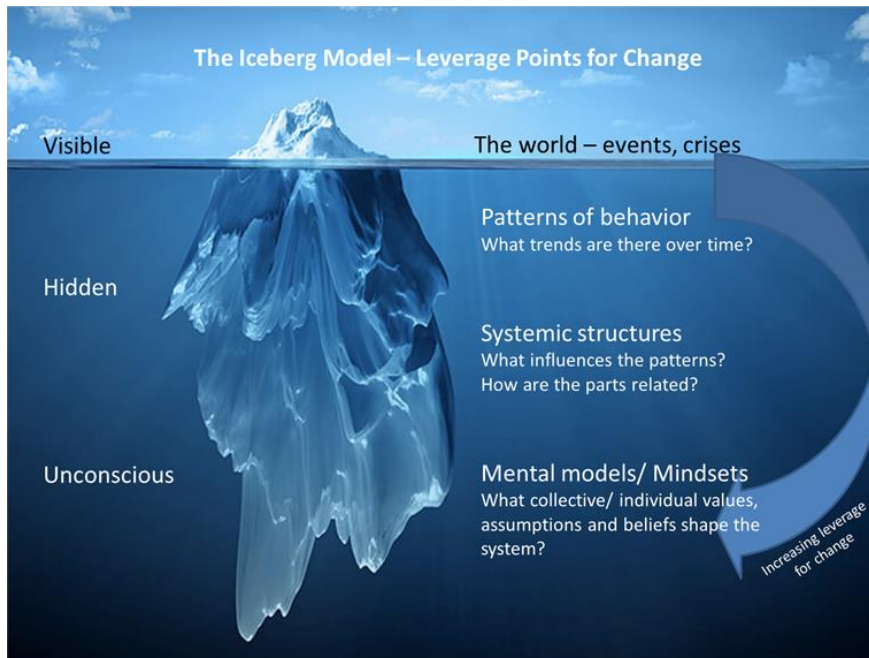 The Iceberg Model – Leverage Points for Change
Visible
The world – events, crises
Patterns of behavior
What trends are there over time?
Hidden
Systemic structures
What influences the patterns?
How are the parts related?
Unconscious
Mental models/ Mindsets
What collective/ individual values,
assumptions and beliefs shape the
system?
Increasing leverage
for change